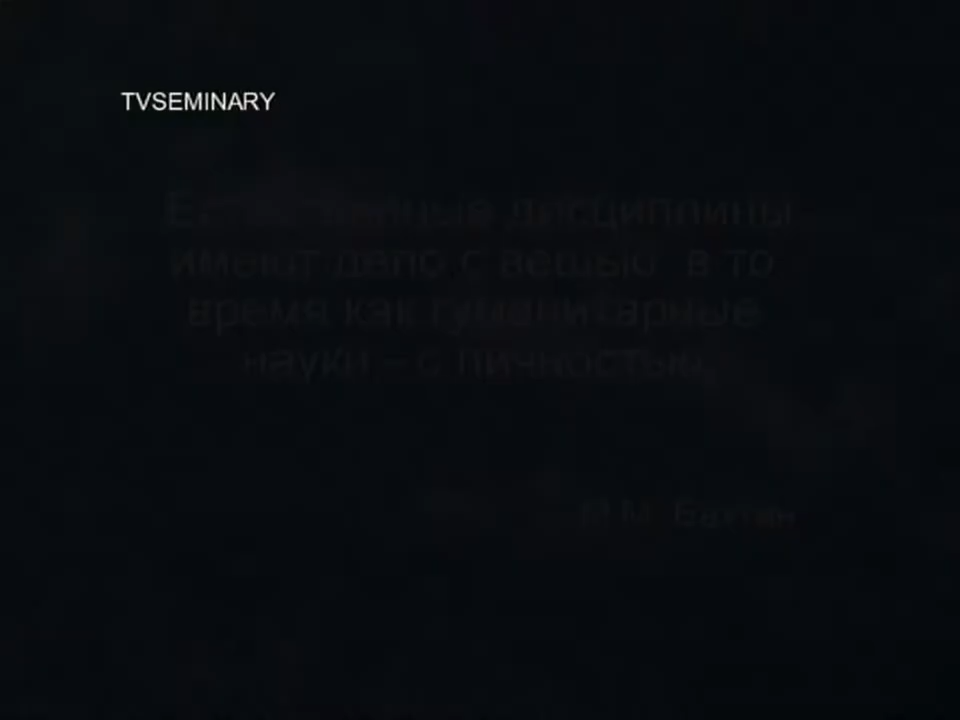 TVSEMINARY
Естественные дисциплины
имеют дело с вещью, в то
время как гуманитарные
науки – с личностью.
М.М. Бахтин